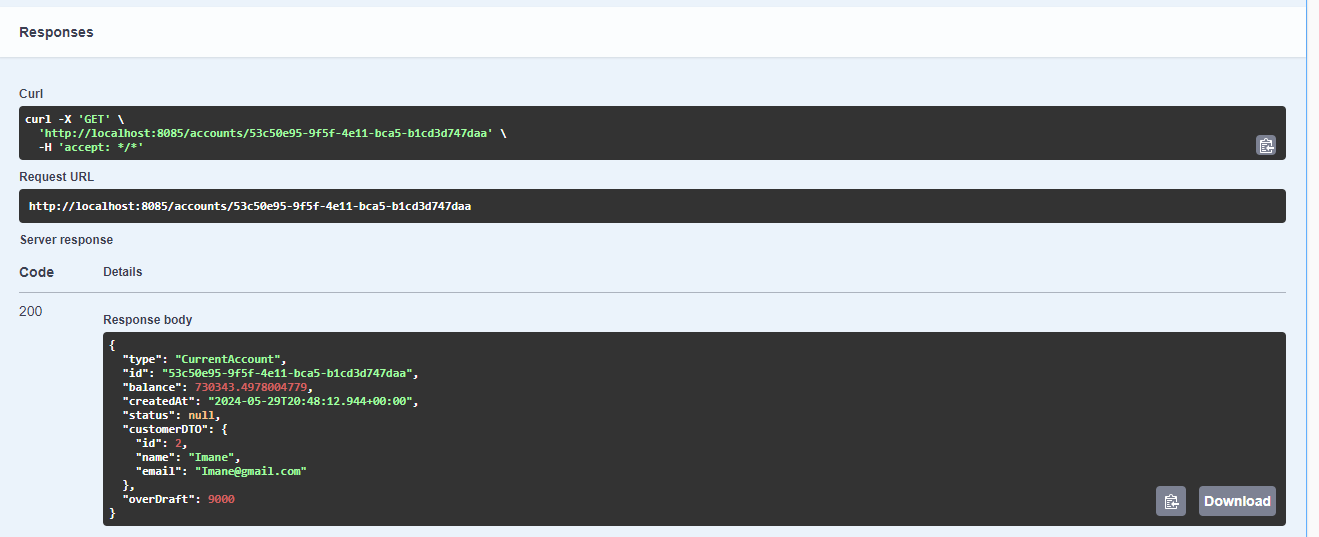 Responses
Curl
curl -X 'GET' \
  'http://localhost:8085/accounts/53c50e95-9f5f-4e11-bca5-b1cd3d747daa' \
  -H 'accept: */*'
Request URL
http://localhost:8085/accounts/53c50e95-9f5f-4e11-bca5-b1cd3d747daa
Server response
Code Details
200
Response body
{
  "type": "CurrentAccount",
  "id": "53c50e95-9f5f-4e11-bca5-b1cd3d747daa",
  "balance": 730343.4978004779,
  "createdAt": "2024-05-29T20:48:12.944+00:00",
  "status": null,
  "customerDTO": {
    "id": 2,
    "name": "Imane",
    "email": "Imane@gmail.com"
  },
  "overDraft": 9000
}
Download